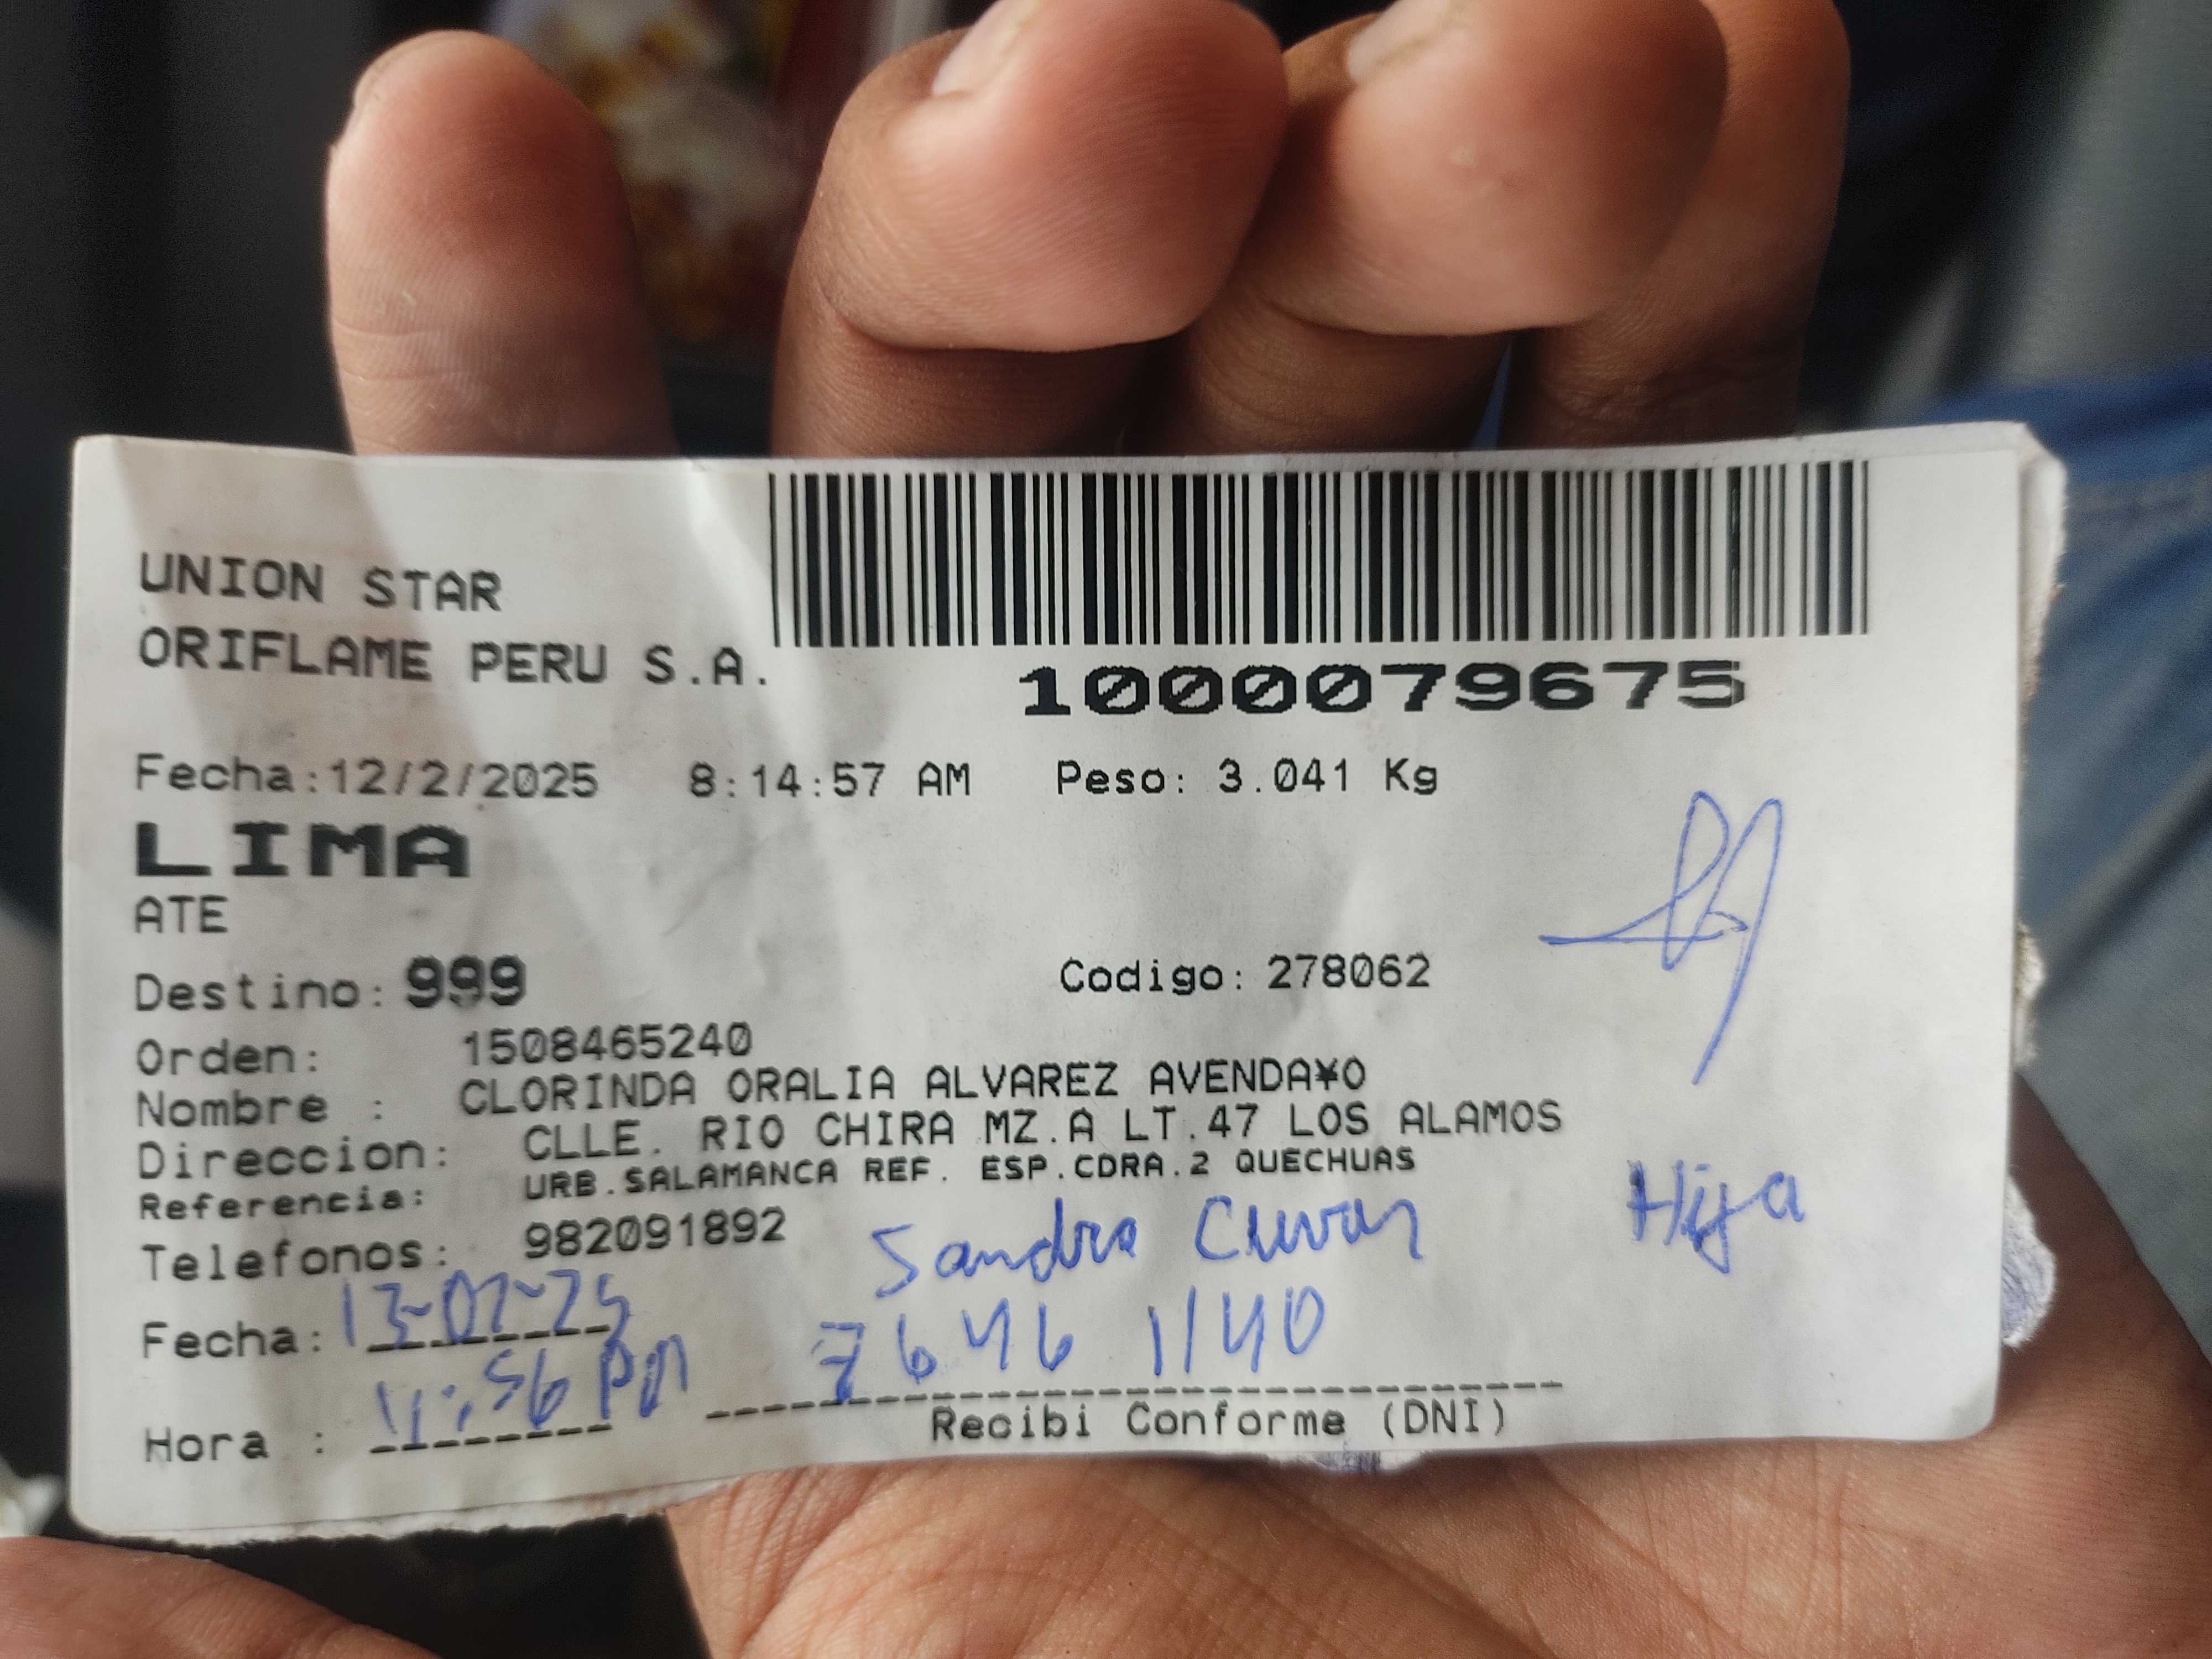 UNION STAR
ORIFLAME PERU S.A.
1000079675
Fecha:12/2/2025 8:14:57 AM Peso: 3.041 Kg
LIMA
ATE
Destino: 999 Codigo: 278062
Orden: 1508465240
Nombre : CLORINDA ORALIA ALVAREZ AVENDA¥O
Direccion: CLLE. RIO CHIRA MZ.A LT.47 LOS ALAMOS
Referencia: URB.SALAMANCA REF. ESP.CDRA.2 QUECHUAS
Telefonos: 982091892
Sandra Hija
Fecha: 13-02-25
7646 1140
Hora : :56 PM
Recibi Conforme (DNI)